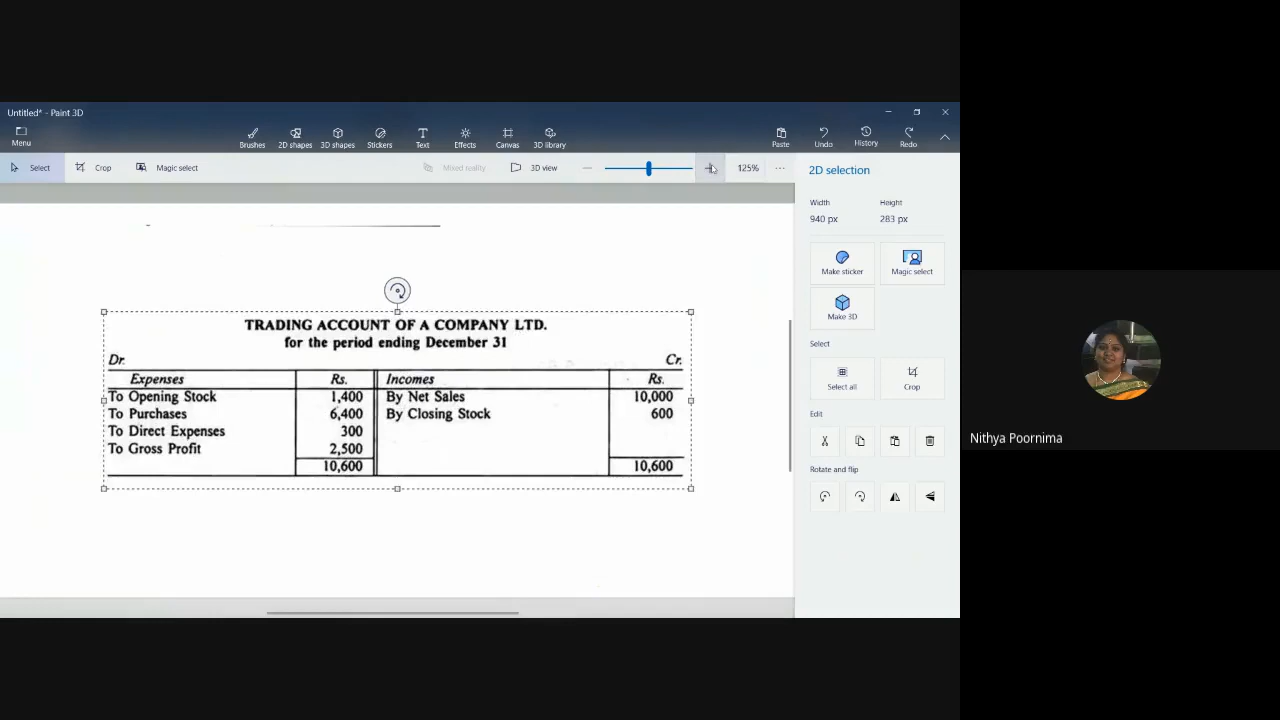 Untitled* - Paint 3D
Menu
Brushes 2D shapes 3D shapes Stickers Text Effects Canvas 3D library Paste Undo History Redo
Select Crop Magic select Mixed reality 3D view 125%
2D selection
Width Height
940 px 283 px
Make sticker Magic select
Make 3D
Select
Select all Crop
Edit
Rotate and flip
TRADING ACCOUNT OF A COMPANY LTD.
for the period ending December 31
Dr. Cr.
Expenses Rs. Incomes Rs.
To Opening Stock 1,400 By Net Sales 10,000
To Purchases 6,400 By Closing Stock 600
To Direct Expenses 300
To Gross Profit 2,500
10,600 10,600
Nithya Poornima